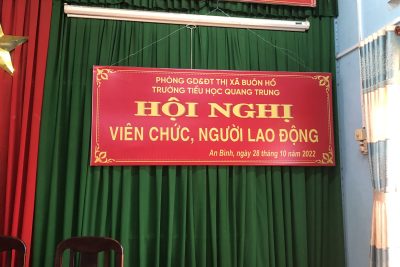 PHÒNG GD&ĐT THỊ XÃ BUÔN HỒ
TRƯỜNG TIỂU HỌC QUANG TRUNG
HỘI NGHỊ
VIÊN CHỨC, NGƯỜI LAO ĐỘNG
An Bình, ngày 28 tháng 10 năm 2022